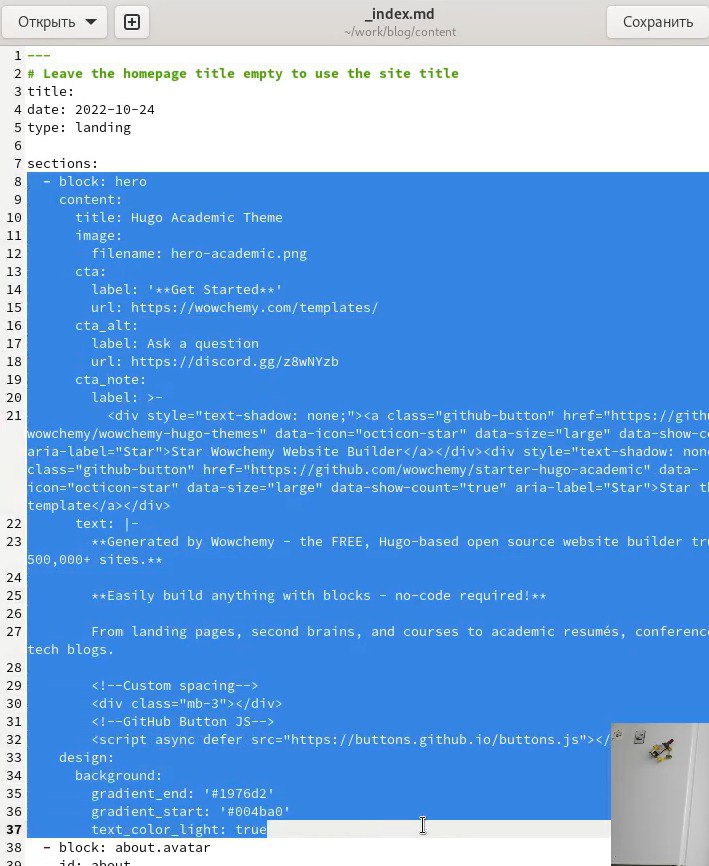 Открыть
_index.md
~/work/blog/content
Сохранить
1 ---
2 # Leave the homepage title empty to use the site title
3 title:
4 date: 2022-10-24
5 type: landing
6
7 sections:
8   - block: hero
9     content:
10       title: Hugo Academic Theme
11       image:
12         filename: hero-academic.png
13       cta:
14         label: '**Get Started**'
15         url: https://wowchemy.com/templates/
16       cta_alt:
17         label: Ask a question
18         url: https://discord.gg/z8wNYzb
19       cta_note:
20         label: >-
21           <div style="text-shadow: none;"><a class="github-button" href="https://gith
wowchemy/wowchemy-hugo-themes" data-icon="octicon-star" data-size="large" data-show-c
aria-label="Star">Star Wowchemy Website Builder</a></div><div style="text-shadow: non
class="github-button" href="https://github.com/wowchemy/starter-hugo-academic" data-
icon="octicon-star" data-size="large" data-show-count="true" aria-label="Star">Star th
template</a></div>
22       text: |-
23         **Generated by Wowchemy - the FREE, Hugo-based open source website builder tr
500,000+ sites.**
24
25         **Easily build anything with blocks - no-code required!**
26
27         From landing pages, second brains, and courses to academic resumés, conferenc
tech blogs.
28
29         <!--Custom spacing-->
30         <div class="mb-3"></div>
31         <!--GitHub Button JS-->
32         <script async defer src="https://buttons.github.io/buttons.js"></
33     design:
34       background:
35         gradient_end: '#1976d2'
36         gradient_start: '#004ba0'
37         text_color_light: true
38   - block: about.avatar
39     id: about